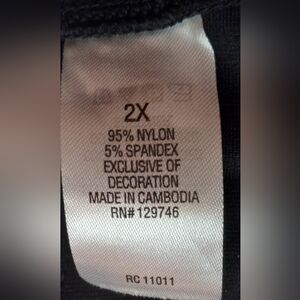 2X
95% NYLON
5% SPANDEX
EXCLUSIVE OF
DECORATION
MADE IN CAMBODIA
RN# 129746
RC 11011